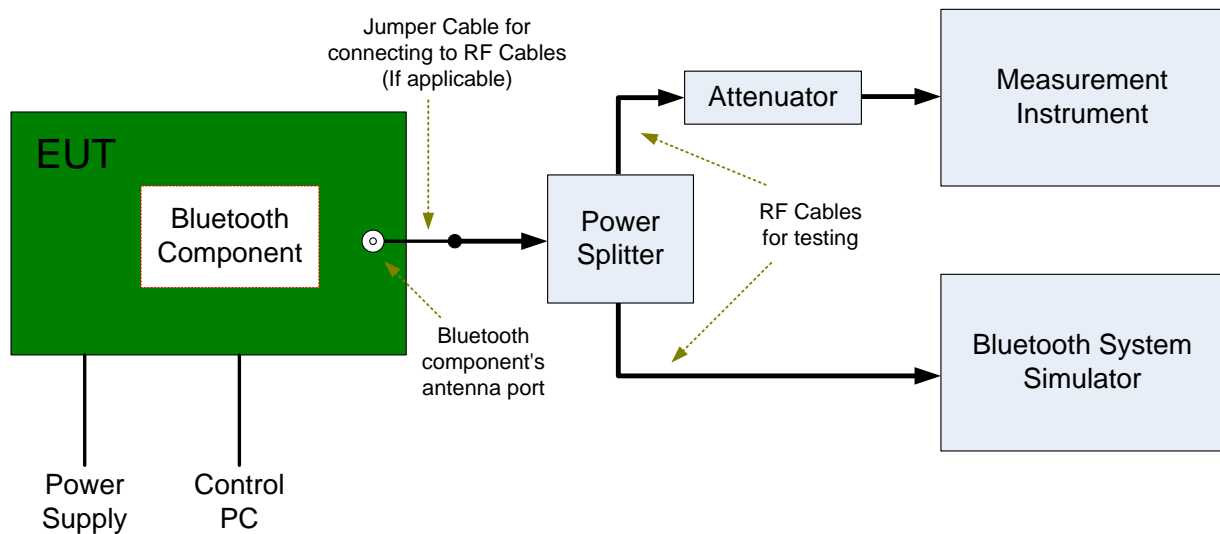 Jumper Cable for
connecting to RF Cables
(If applicable)
Attenuator
Measurement
Instrument
EUT
Bluetooth
Component
Power
Splitter
RF Cables
for testing
Bluetooth
component's
antenna port
Bluetooth System
Simulator
Power
Supply
Control
PC